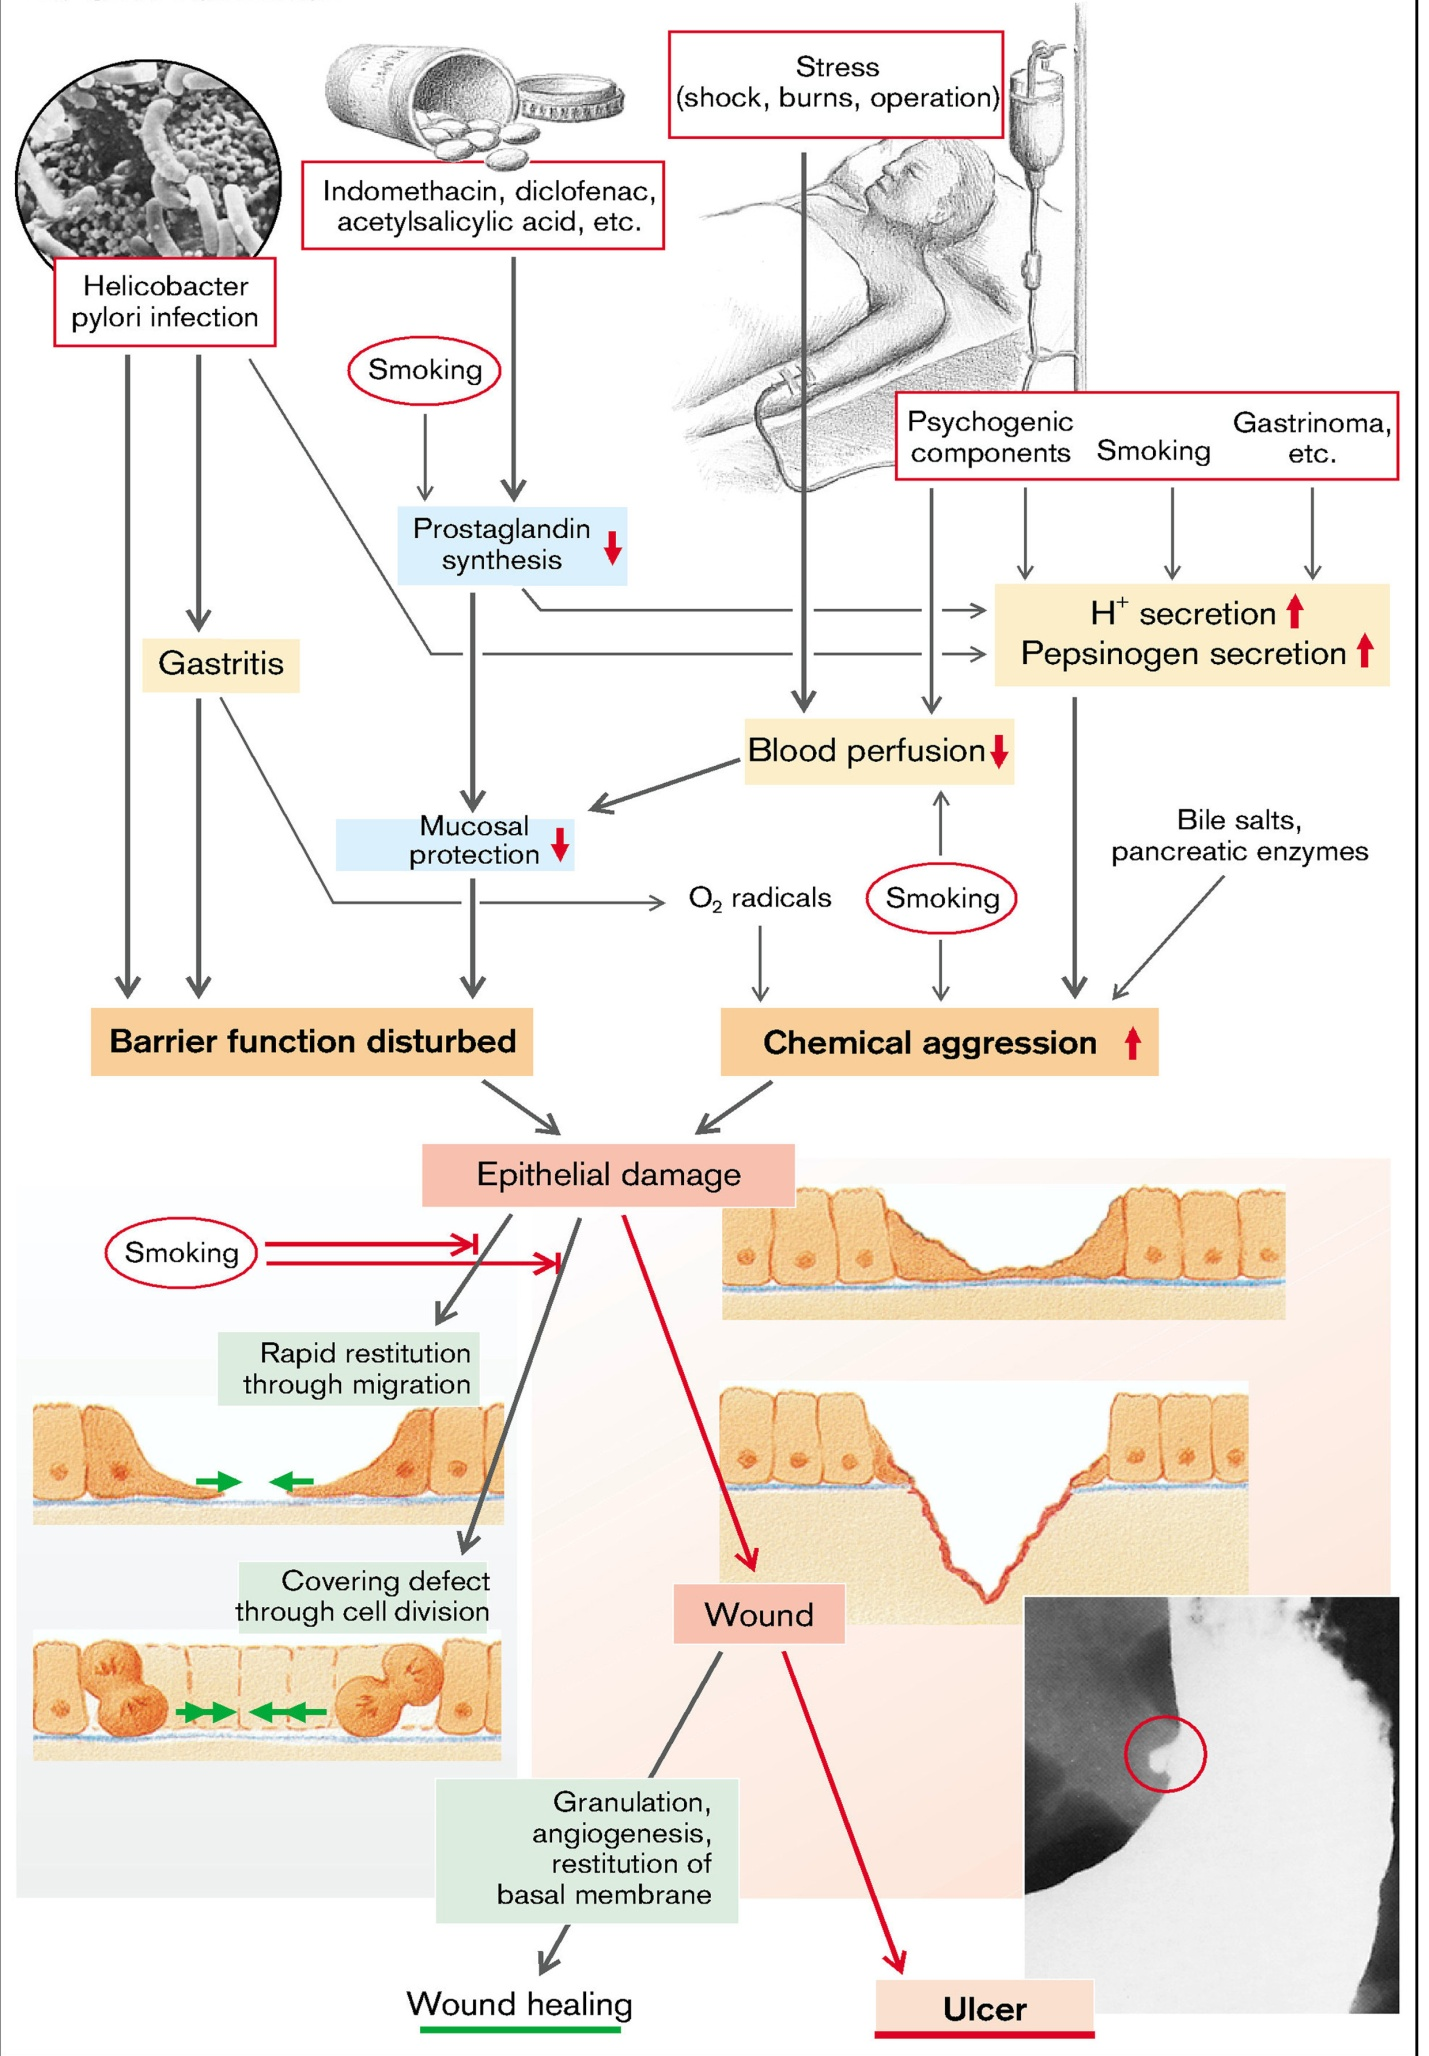 Stress
(shock, burns, operation)
Indomethacin, diclofenac,
acetylsalicylic acid, etc.
Helicobacter
pylori infection
Smoking
Psychogenic
components
Smoking
Gastrinoma,
etc.
Prostaglandin
synthesis
H⁺ secretion
Pepsinogen secretion
Gastritis
Blood perfusion
Mucosal
protection
Bile salts,
pancreatic enzymes
O₂ radicals
Smoking
Barrier function disturbed
Chemical aggression
Epithelial damage
Smoking
Rapid restitution
through migration
Covering defect
through cell division
Wound
Granulation,
angiogenesis,
restitution of
basal membrane
Wound healing
Ulcer